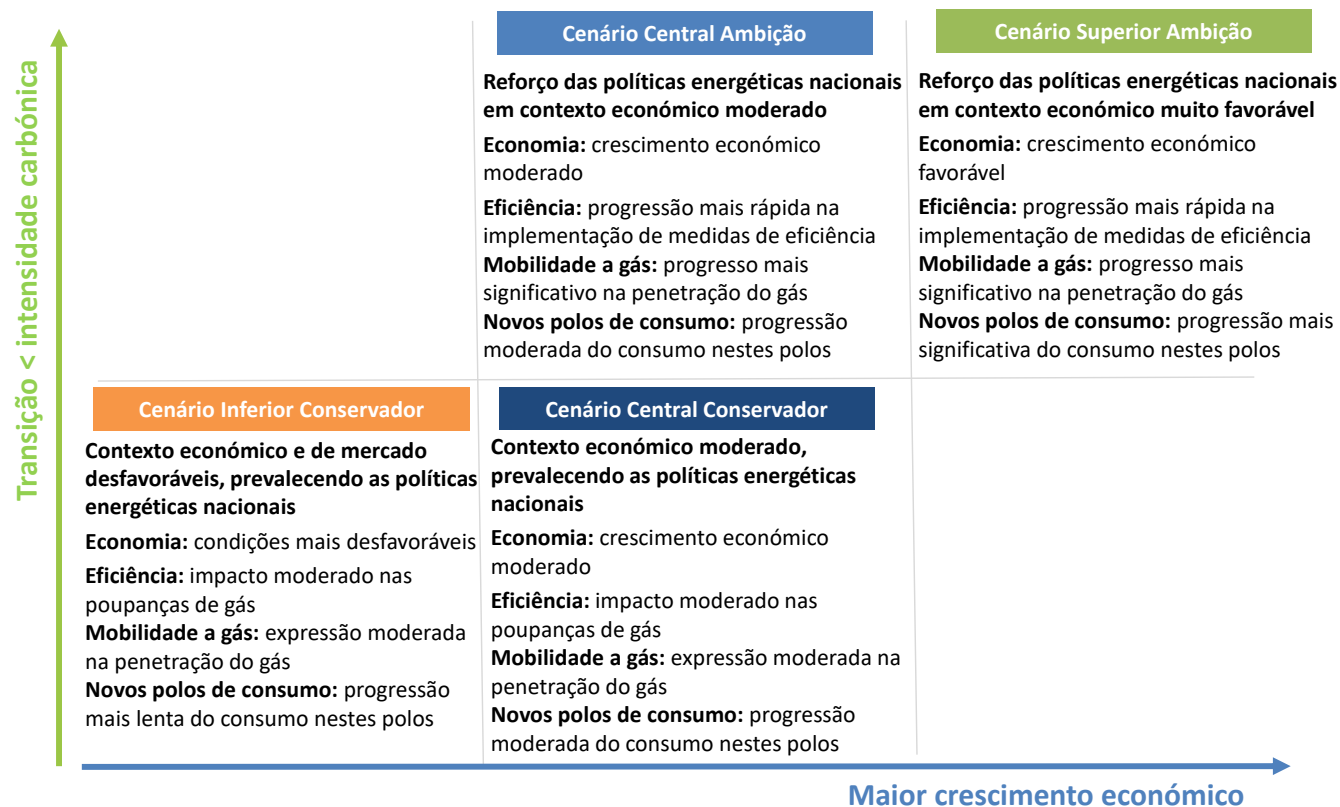 Transição < intensidade carbónica
Cenário Central Ambição
Reforço das políticas energéticas nacionais
em contexto económico moderado
Economia: crescimento económico
moderado
Eficiência: progressão mais rápida na
implementação de medidas de eficiência
Mobilidade a gás: progresso mais
significativo na penetração do gás
Novos polos de consumo: progressão
moderada do consumo nestes polos
Cenário Superior Ambição
Reforço das políticas energéticas nacionais
em contexto económico muito favorável
Economia: crescimento económico
favorável
Eficiência: progressão mais rápida na
implementação de medidas de eficiência
Mobilidade a gás: progresso mais
significativo na penetração do gás
Novos polos de consumo: progressão mais
significativa do consumo nestes polos
Cenário Inferior Conservador
Contexto económico e de mercado
desfavoráveis, prevalecendo as políticas
energéticas nacionais
Economia: condições mais desfavoráveis
Eficiência: impacto moderado nas
poupanças de gás
Mobilidade a gás: expressão moderada
na penetração do gás
Novos polos de consumo: progressão
mais lenta do consumo nestes polos
Cenário Central Conservador
Contexto económico moderado,
prevalecendo as políticas energéticas
nacionais
Economia: crescimento económico
moderado
Eficiência: impacto moderado nas
poupanças de gás
Mobilidade a gás: expressão moderada na
penetração do gás
Novos polos de consumo: progressão
moderada do consumo nestes polos
Maior crescimento económico